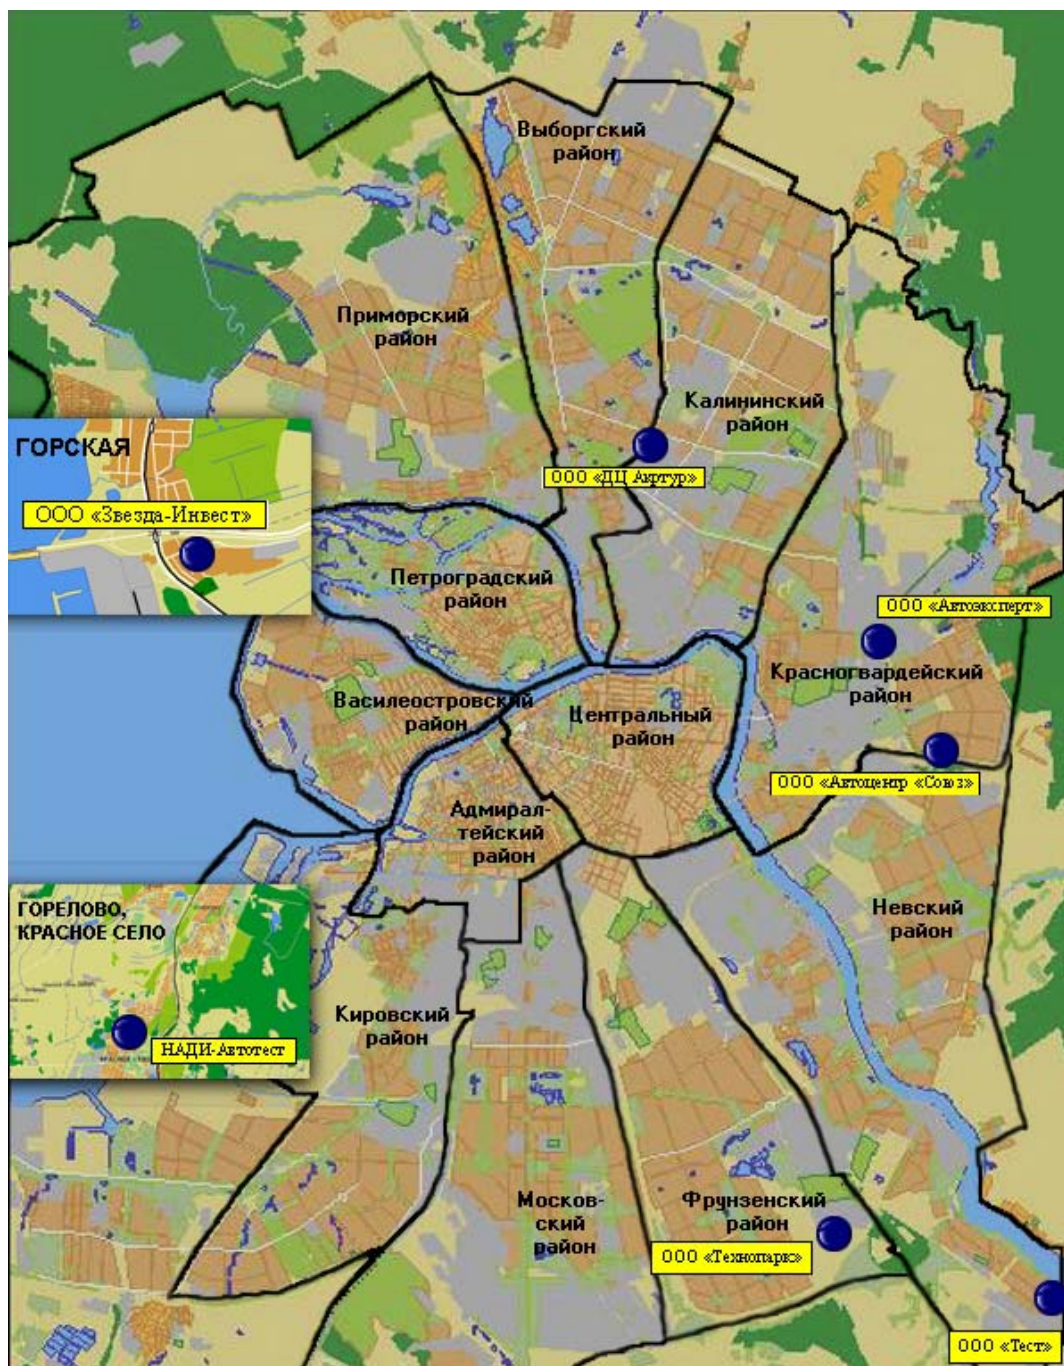 Выборгский
район
Приморский
район
Калининский
район
ООО «ДЦ Акртур»
ГОРСКАЯ
ООО «Звезда-Инвест»
Петроградский
район
ООО «Автоэксперт»
Красногвардейский
район
Василеостровский
район
Центральный
район
ООО «Автоцентр «Союз»
Адмирал-
тейский
район
ГОРЕЛОВО,
КРАСНОЕ СЕЛО
НАДИ-Автотест
Невский
район
Кировский
район
Москов-
ский
район
Фрунзенский
район
ООО «Технопарк»
ООО «Тест»